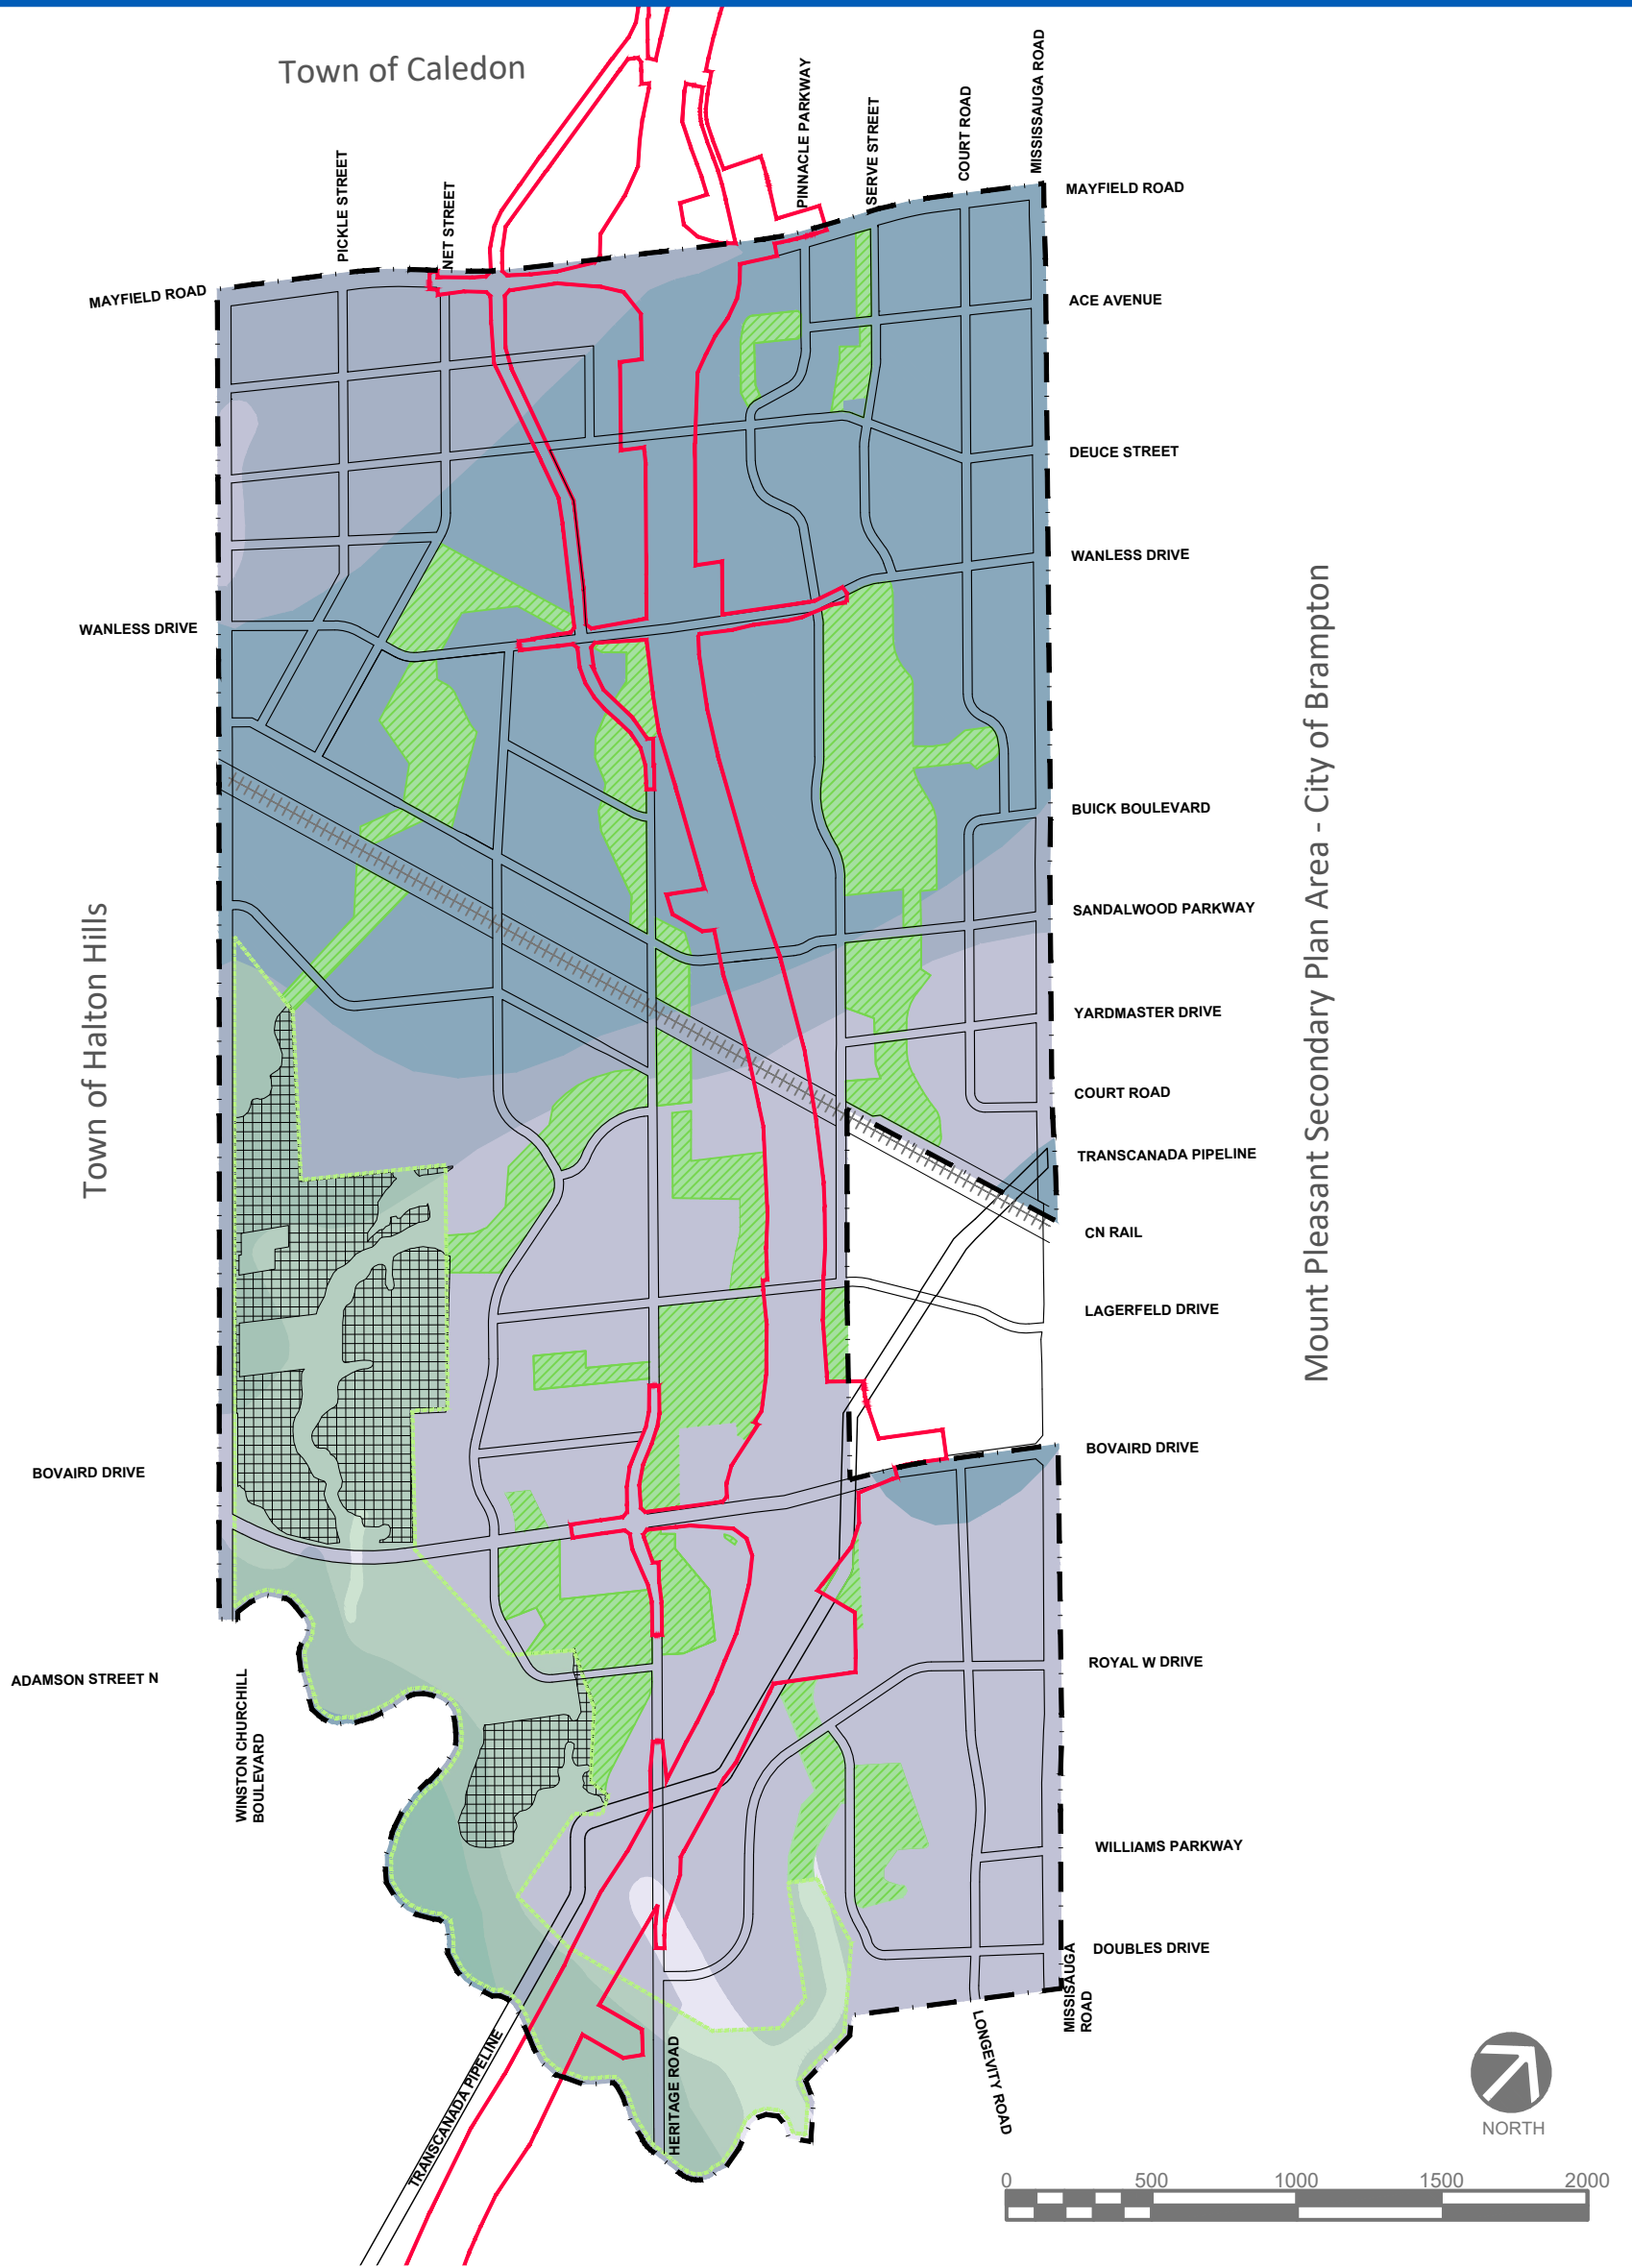 Town of Caledon
PICKLE STREET
NET STREET
PINNACLE PARKWAY
SERVE STREET
COURT ROAD
MISSISSAUGA ROAD
MAYFIELD ROAD
MAYFIELD ROAD
ACE AVENUE
DEUCE STREET
WANLESS DRIVE
WANLESS DRIVE
BUICK BOULEVARD
SANDALWOOD PARKWAY
YARDMASTER DRIVE
COURT ROAD
TRANSCANADA PIPELINE
CN RAIL
LAGERFELD DRIVE
BOVAIRD DRIVE
BOVAIRD DRIVE
ROYAL W DRIVE
ADAMSON STREET N
WINSTON CHURCHILL
BOULEVARD
WILLIAMS PARKWAY
DOUBLES DRIVE
MISSISAUGA
ROAD
LONGEVITY ROAD
HERITAGE ROAD
TRANSCANADA PIPELINE
Town of Halton Hills
Mount Pleasant Secondary Plan Area - City of Brampton
NORTH
0 500 1000 1500 2000